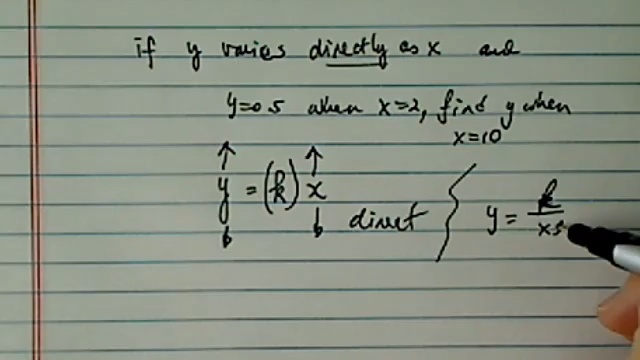 if y varies directly as x and
y=0.5 when x=2, find y when
x=10
y = (k) x direct
y = k / x